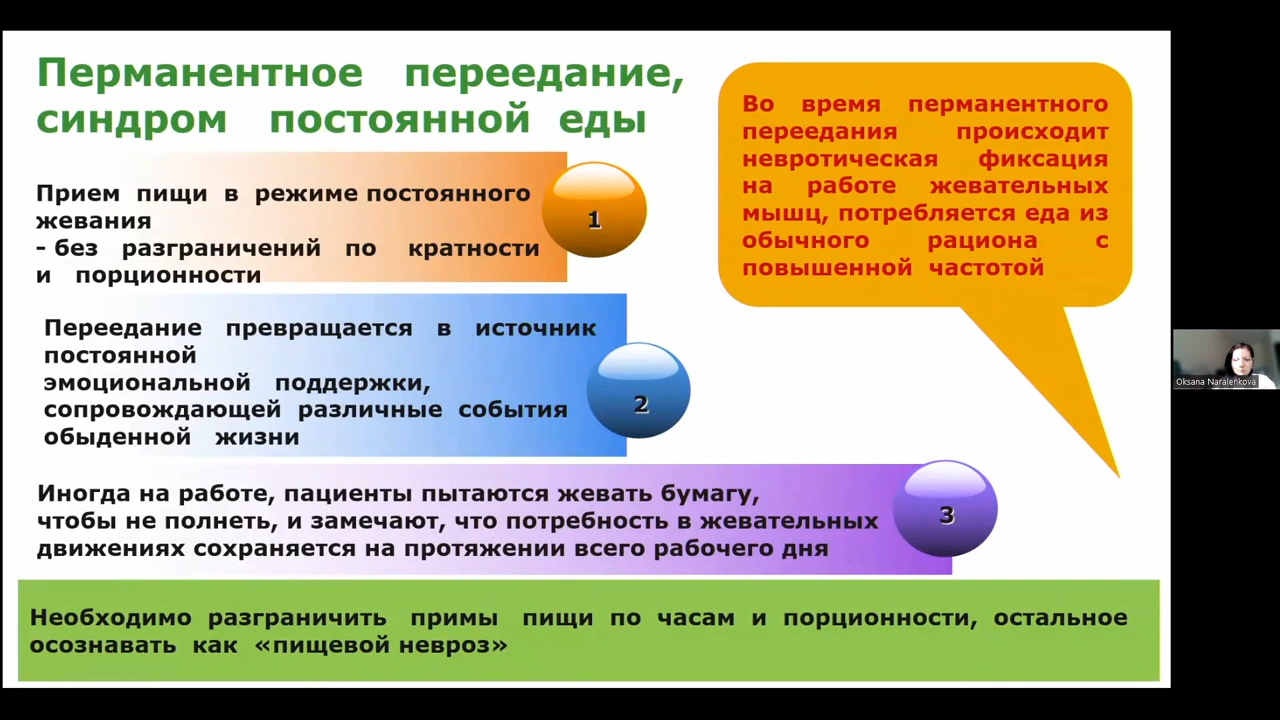 Перманентное переедание,
синдром постоянной еды
Во время перманентного
переедания происходит
невротическая фиксация
на работе жевательных
мышц, потребляется еда из
обычного рациона с
повышенной частотой
Прием пищи в режиме постоянного
жевания
- без разграничений по кратности
и порционности
1
Переедание превращается в источник
постоянной
эмоциональной поддержки,
сопровождающей различные события
обыденной жизни
2
Иногда на работе, пациенты пытаются жевать бумагу,
чтобы не полнеть, и замечают, что потребность в жевательных
движениях сохраняется на протяжении всего рабочего дня
3
Необходимо разграничить примы пищи по часам и порционности, остальное
осознавать как «пищевой невроз»
Oksana Naralenkova